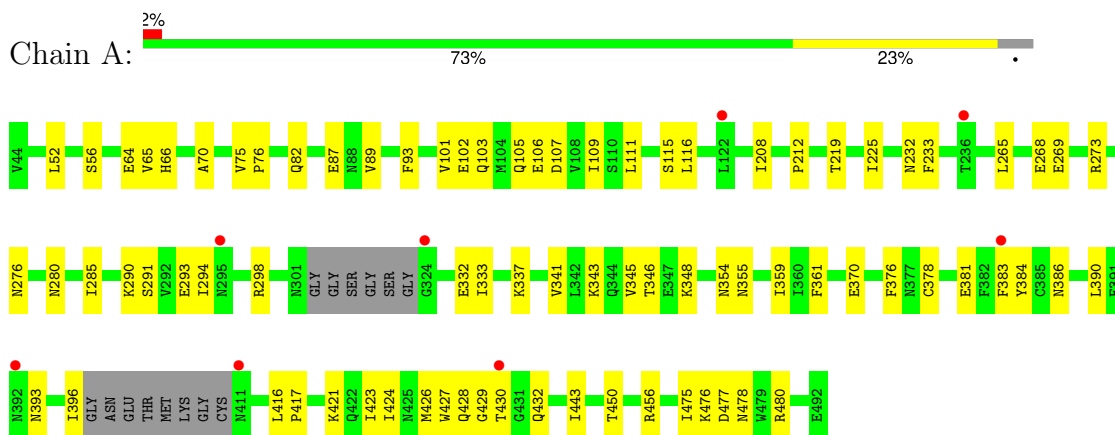 2%
Chain A:
73% 23% •
V44 L52 S56 E64 V65 H66 A70 V75 P76 Q82 E87 N88 V89 F93 V101 E102 Q103 M104 Q105 E106 D107 V108 I109 S110 L111 S115 L116 L122 I208 P212 T219 I225 N232 F233 T236 L265 E268 E269 R273
N276 N280 I285 K290 S291 V292 E293 I294 N295 R298 N301 GLY GLY SER GLY SER GLY G324 E332 I333 K337 V341 L342 K343 Q344 V345 T346 E347 K348 N354 N355 I359 I360 F361 E370 F376 N377 C378 E381 F382 F383 Y384 C385 N386 L390 E391
N392 N393 I396 GLY ASN GLU THR MET LYS GLY CYS N411 L416 P417 K421 Q422 I423 I424 N425 M426 W427 Q428 G429 T430 G431 Q432 I443 T450 R456 I475 K476 D477 N478 W479 R480 E492